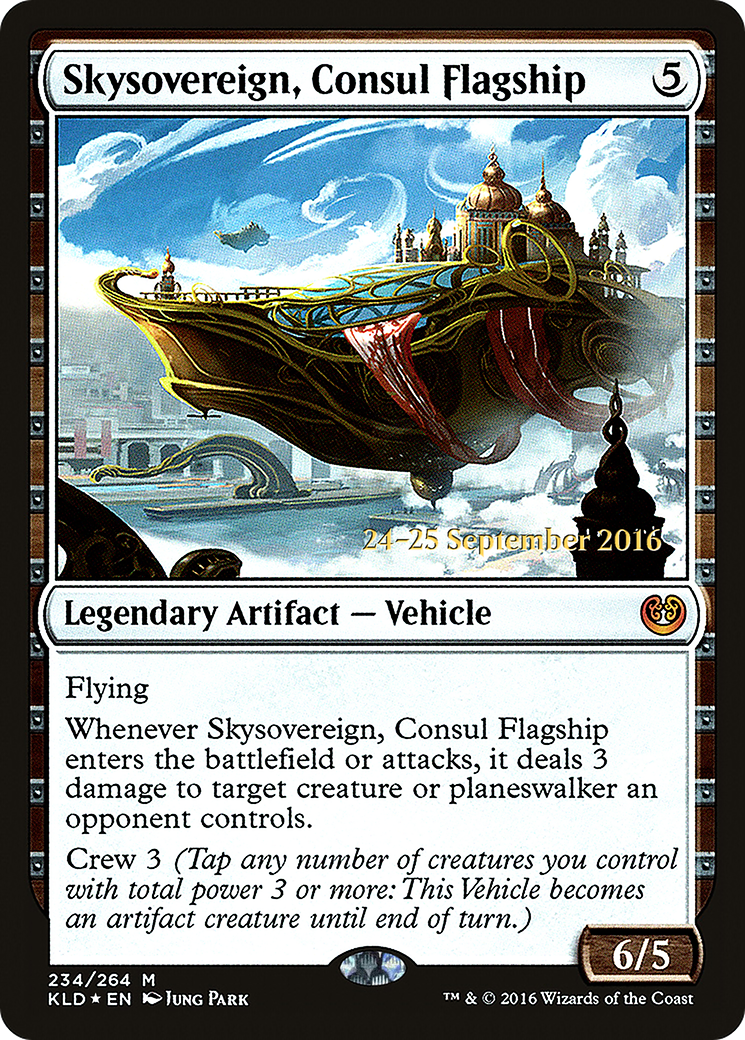 Skysovereign, Consul Flagship 5
24–25 September 2016
Legendary Artifact — Vehicle
Flying
Whenever Skysovereign, Consul Flagship
enters the battlefield or attacks, it deals 3
damage to target creature or planeswalker an
opponent controls.
Crew 3 (Tap any number of creatures you control
with total power 3 or more: This Vehicle becomes
an artifact creature until end of turn.)
6/5
234/264 M
KLD ★ EN Jung Park
™ & © 2016 Wizards of the Coast